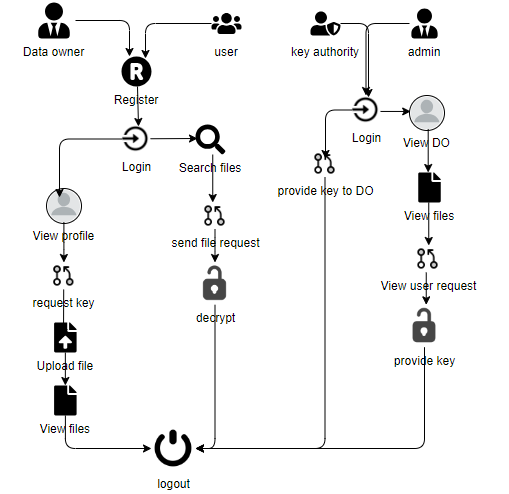 Data owner
user
key authority
admin
R
Register
Login
Login
View DO
Search files
provide key to DO
View files
View profile
send file request
View user request
request key
decrypt
provide key
Upload file
View files
logout